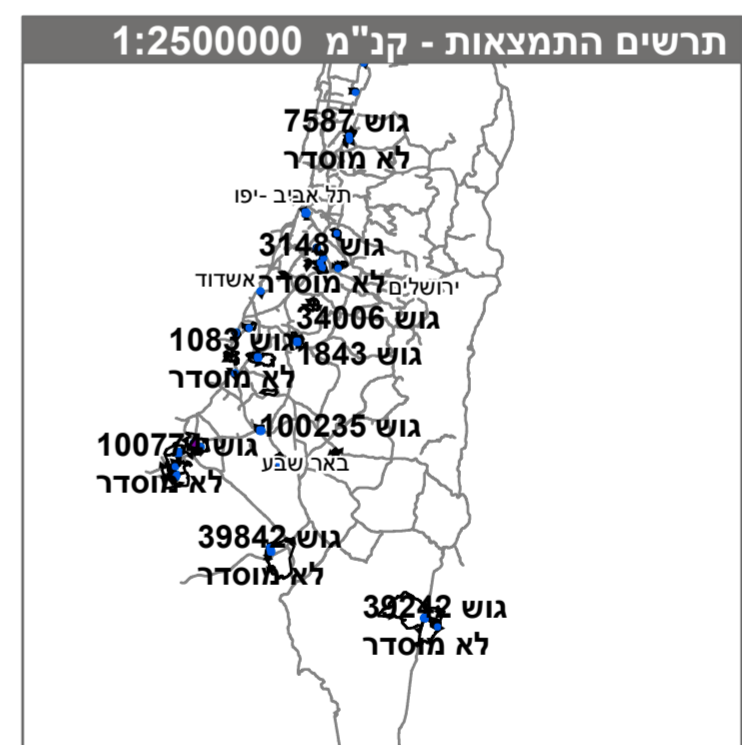 תרשים התמצאות - קנ"מ 1:2500000
גוש 7587
לא מוסדר
תל אביב -יפו
גוש 3148
לא מוסדר
אשדוד
ירושלים
גוש 34006
גוש 1083
גוש 1843
לא מוסדר
גוש 100235
גוש
באר שבע
לא מוסדר
גוש 39842
לא מוסדר
גוש 39242
לא מוסדר